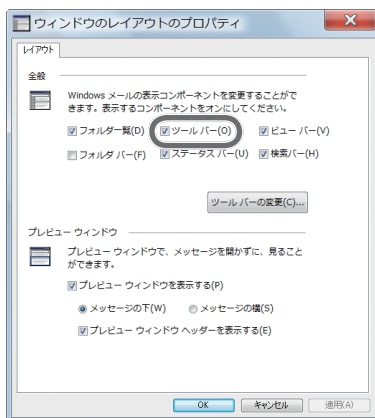 ウィンドウのレイアウトのプロパティ
レイアウト
全般
Windows メールの表示コンポーネントを変更することがで
きます。表示するコンポーネントをオンにしてください。
フォルダ一覧(D) ツール バー(O) ビュー バー(V)
フォルダ バー(F) ステータス バー(U) 検索バー(H)
ツール バーの変更(C)...
プレビュー ウィンドウ
プレビュー ウィンドウで、メッセージを開かずに、見ること
ができます。
プレビュー ウィンドウを表示する(P)
メッセージの下(W) メッセージの横(S)
プレビュー ウィンドウ ヘッダーを表示する(E)
OK キャンセル 適用(A)